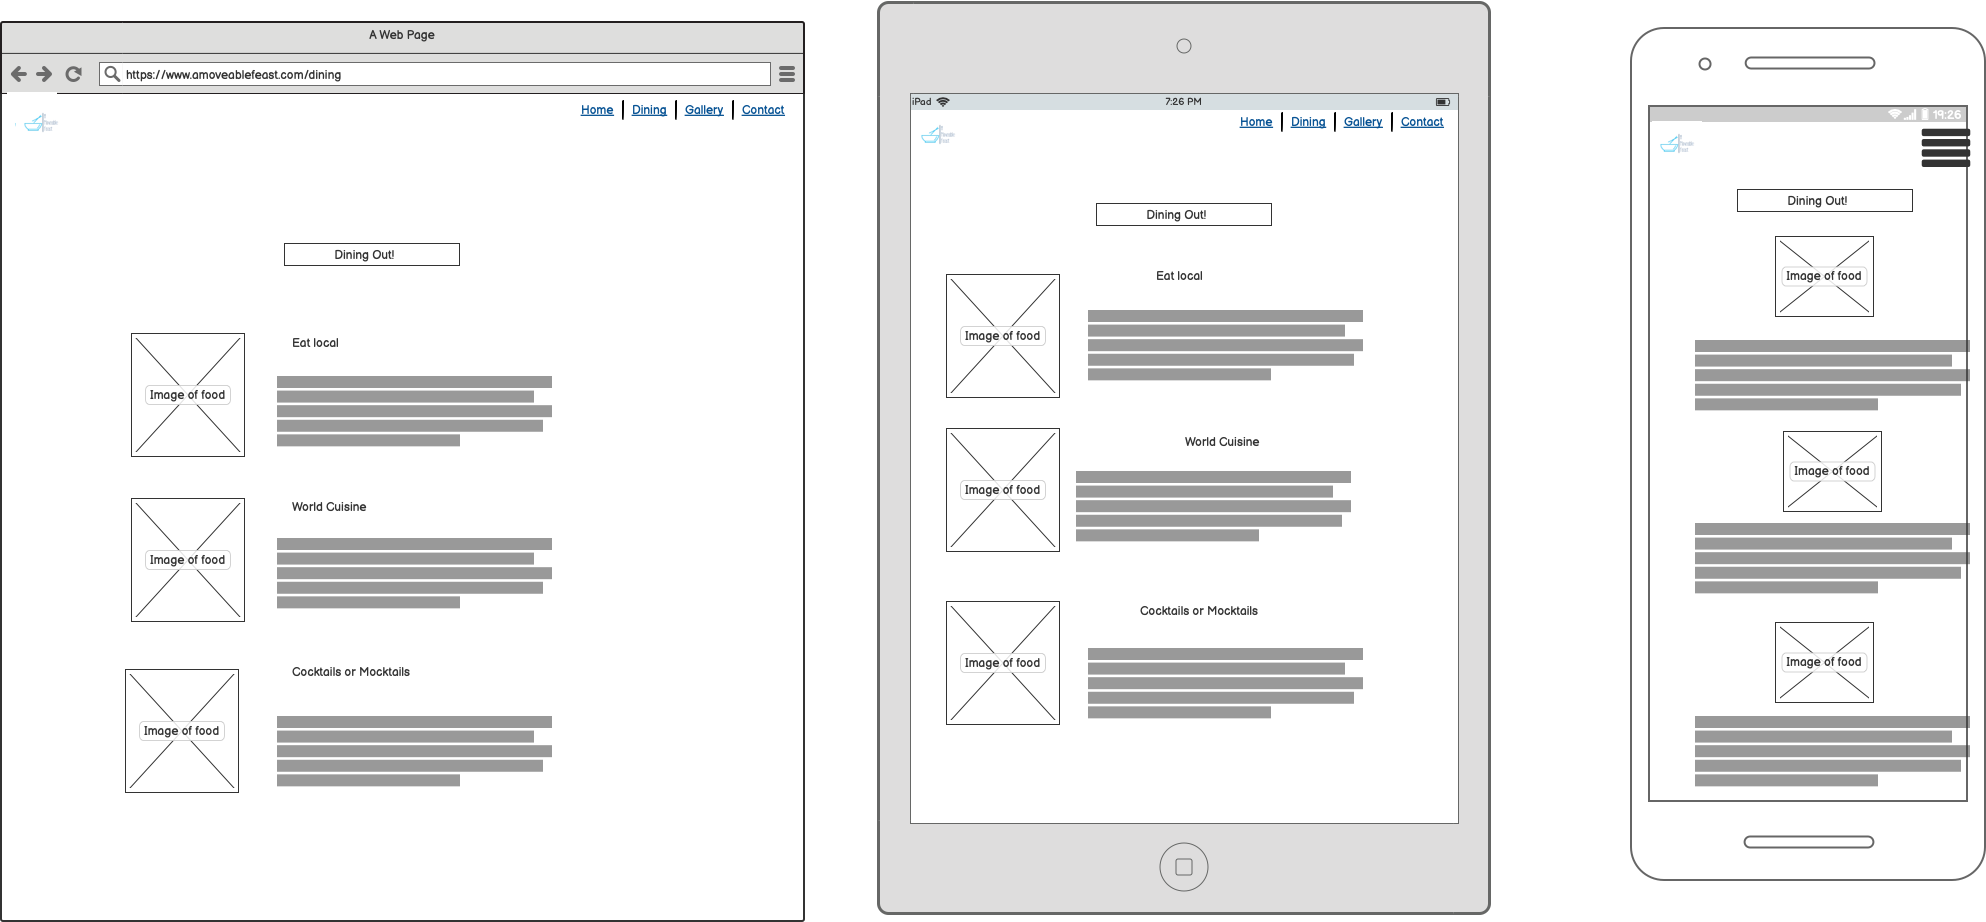 A Web Page
https://www.amoveablefeast.com/dining
Home Dining Gallery Contact
Dining Out!
Eat local
Image of food
World Cuisine
Image of food
Cocktails or Mocktails
Image of food
iPad 7:26 PM
Home Dining Gallery Contact
Dining Out!
Eat local
Image of food
World Cuisine
Image of food
Cocktails or Mocktails
Image of food
19:26
Dining Out!
Image of food
Image of food
Image of food